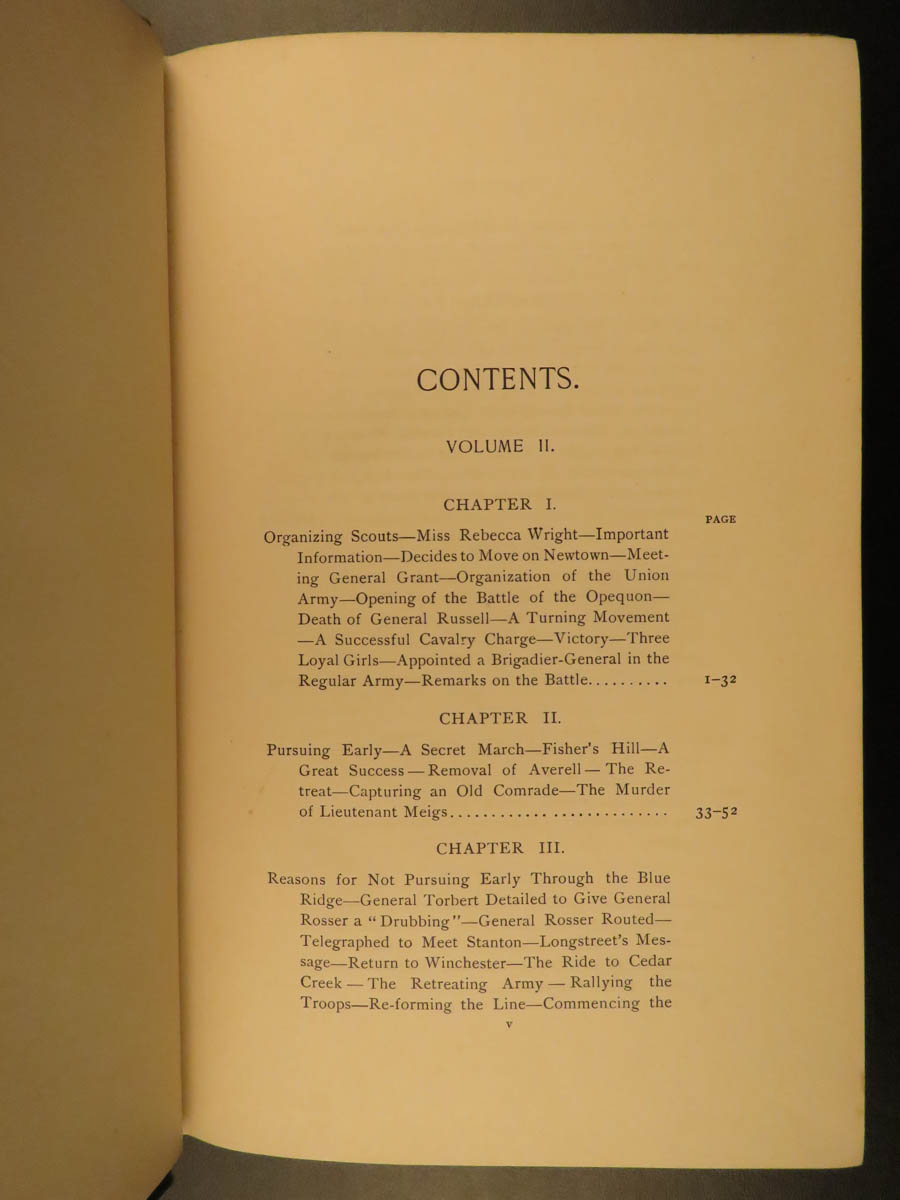 CONTENTS.
VOLUME II.
CHAPTER I.
PAGE
Organizing Scouts—Miss Rebecca Wright—Important
Information—Decides to Move on Newtown—Meet-
ing General Grant—Organization of the Union
Army—Opening of the Battle of the Opequon—
Death of General Russell—A Turning Movement
—A Successful Cavalry Charge—Victory—Three
Loyal Girls—Appointed a Brigadier-General in the
Regular Army—Remarks on the Battle.......... 1-32
CHAPTER II.
Pursuing Early—A Secret March—Fisher's Hill—A
Great Success—Removal of Averell—The Re-
treat—Capturing an Old Comrade—The Murder
of Lieutenant Meigs.......................... 33-52
CHAPTER III.
Reasons for Not Pursuing Early Through the Blue
Ridge—General Torbert Detailed to Give General
Rosser a "Drubbing"—General Rosser Routed—
Telegraphed to Meet Stanton—Longstreet's Mes-
sage—Return to Winchester—The Ride to Cedar
Creek—The Retreating Army—Rallying the
Troops—Re-forming the Line—Commencing the
v